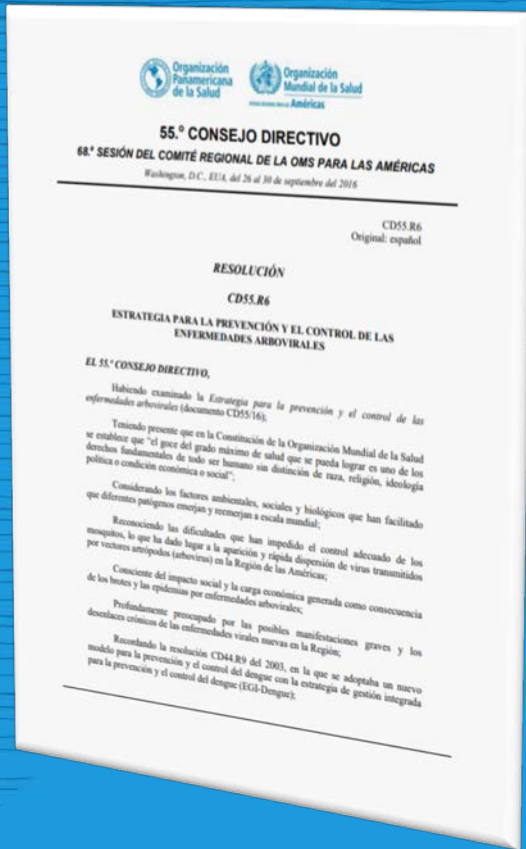 Organización
Panamericana
de la Salud
Organización
Mundial de la Salud
Américas
55.º CONSEJO DIRECTIVO
68.ª SESIÓN DEL COMITÉ REGIONAL DE LA OMS PARA LAS AMÉRICAS
Washington, D.C., EUA, del 26 al 30 de septiembre del 2016
CD55.R6
Original: español
RESOLUCIÓN
CD55.R6
ESTRATEGIA PARA LA PREVENCIÓN Y EL CONTROL DE LAS
ENFERMEDADES ARBOVIRALES
EL 55.º CONSEJO DIRECTIVO,
Habiendo examinado la Estrategia para la prevención y el control de las
enfermedades arbovirales (documento CD55/16);
Teniendo presente que en la Constitución de la Organización Mundial de la Salud
se establece que “el goce del grado máximo de salud que se pueda lograr es uno de los
derechos fundamentales de todo ser humano sin distinción de raza, religión, ideología
política o condición económica o social”;
Considerando los factores ambientales, sociales y biológicos que han facilitado
que diferentes patógenos emerjan y reemerjan a escala mundial;
Reconociendo las dificultades que han impedido el control adecuado de los
mosquitos, lo que ha dado lugar a la aparición y rápida dispersión de virus transmitidos
por vectores artrópodos (arbovirus) en la Región de las Américas;
Consciente del impacto social y la carga económica generada como consecuencia
de los brotes y las epidemias por enfermedades arbovirales;
Profundamente preocupado por las posibles manifestaciones graves y los
desenlaces crónicos de las enfermedades virales nuevas en la Región;
Recordando la resolución CD44.R9 del 2003, en la que se adoptaba un nuevo
modelo para la prevención y el control del dengue con la estrategia de gestión integrada
para la prevención y el control del dengue (EGI-Dengue);